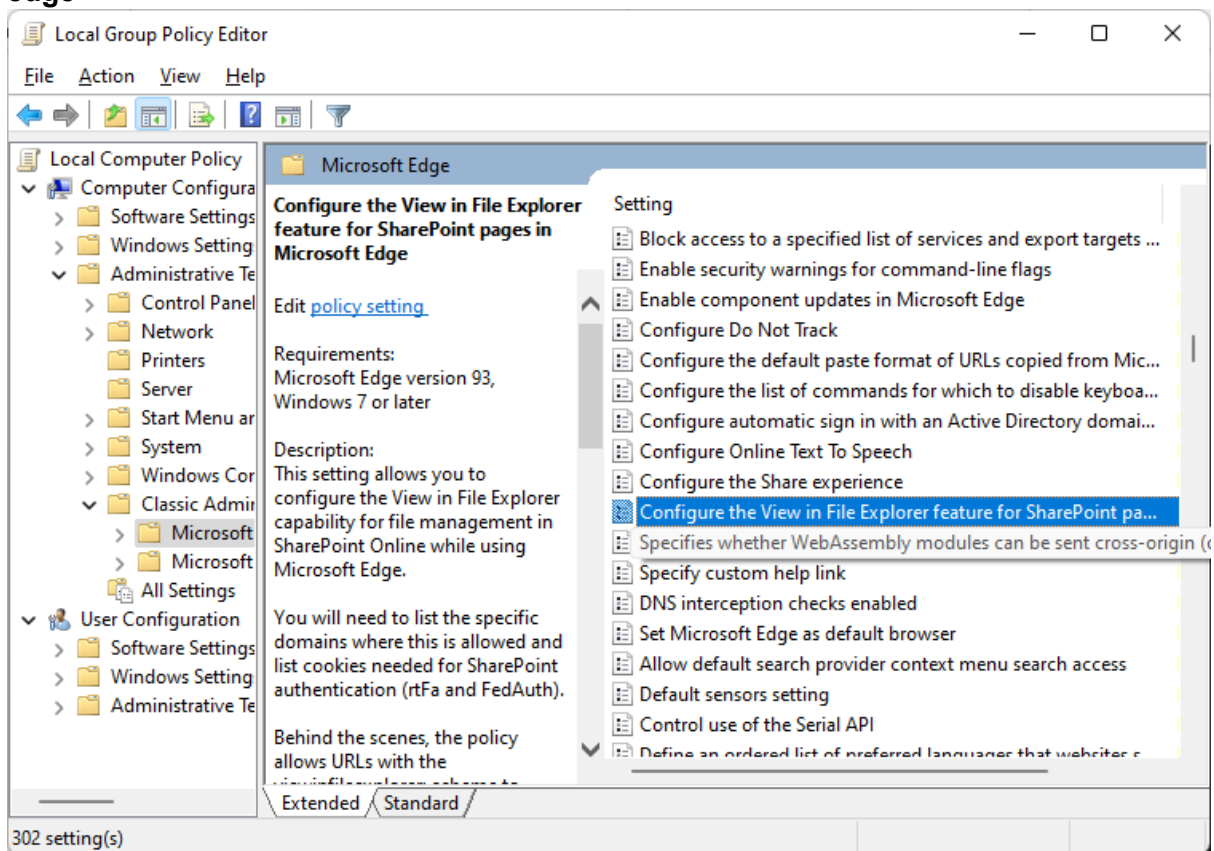 Local Group Policy Editor
File Action View Help
Local Computer Policy
Computer Configura
Software Settings
Windows Setting
Administrative Te
Control Panel
Network
Printers
Server
Start Menu ar
System
Windows Cor
Classic Admir
Microsoft
Microsoft
All Settings
User Configuration
Software Settings
Windows Setting
Administrative Te
Microsoft Edge
Configure the View in File Explorer
feature for SharePoint pages in
Microsoft Edge
Edit policy setting
Requirements:
Microsoft Edge version 93,
Windows 7 or later
Description:
This setting allows you to
configure the View in File Explorer
capability for file management in
SharePoint Online while using
Microsoft Edge.
You will need to list the specific
domains where this is allowed and
list cookies needed for SharePoint
authentication (rtFa and FedAuth).
Behind the scenes, the policy
allows URLs with the
Setting
Block access to a specified list of services and export targets ...
Enable security warnings for command-line flags
Enable component updates in Microsoft Edge
Configure Do Not Track
Configure the default paste format of URLs copied from Mic...
Configure the list of commands for which to disable keyboa...
Configure automatic sign in with an Active Directory domai...
Configure Online Text To Speech
Configure the Share experience
Configure the View in File Explorer feature for SharePoint pa...
Specifies whether WebAssembly modules can be sent cross-origin (c
Specify custom help link
DNS interception checks enabled
Set Microsoft Edge as default browser
Allow default search provider context menu search access
Default sensors setting
Control use of the Serial API
Define an ordered list of preferred languages that websites s
Extended Standard
302 setting(s)